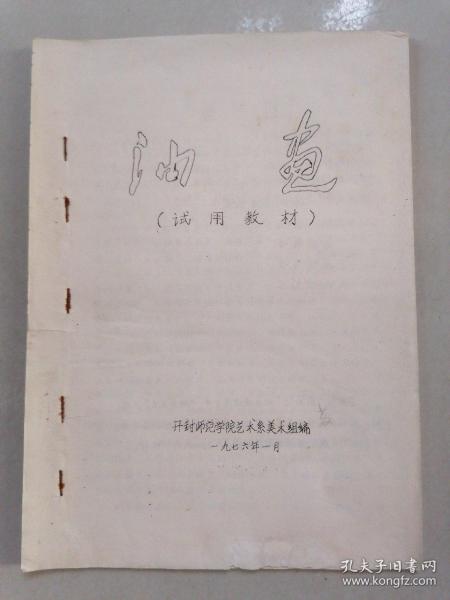 油画
(试用教材)
开封师院学院艺术系美术组编
一九七六年一月
孔夫子旧书网
www.kongfz.com